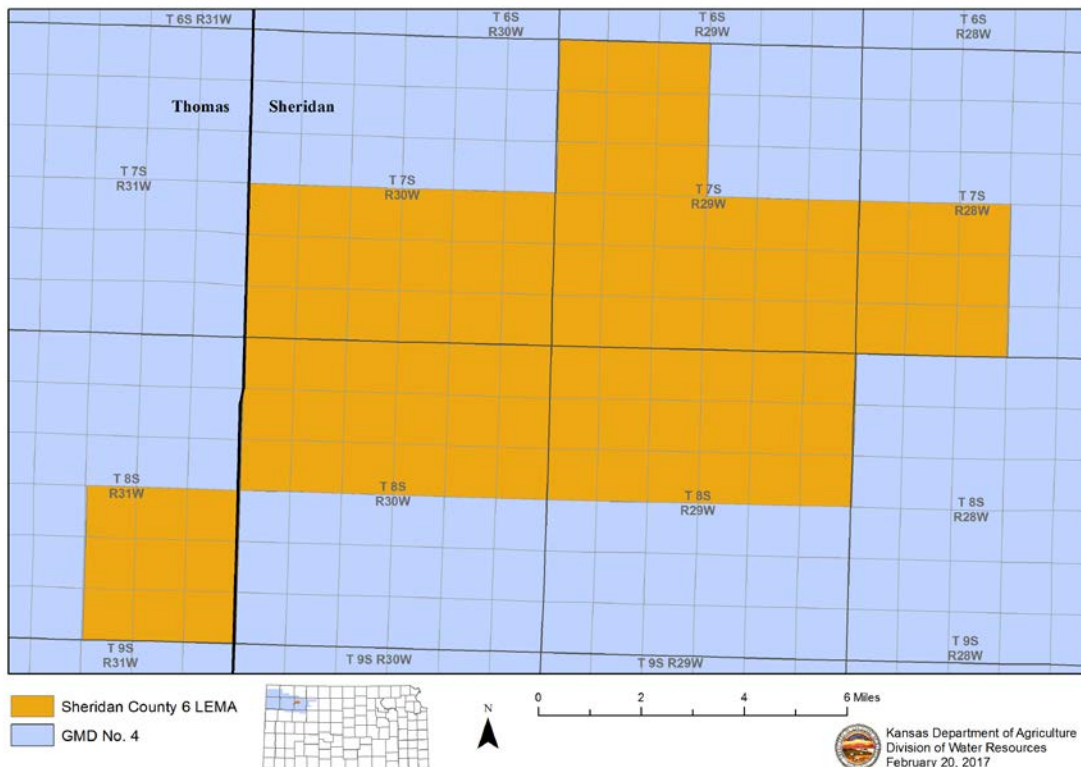 T 6S R31W
T 6S
R30W
T 6S
R29W
T 6S
R28W
Thomas
Sheridan
T 7S
R31W
T 7S
R30W
T 7S
R29W
T 7S
R28W
T 8S
R31W
T 8S
R30W
T 8S
R29W
T 8S
R28W
T 9S
R31W
T 9S R30W
T 9S R29W
T 9S
R28W
Sheridan County 6 LEMA
GMD No. 4
N
0 2 4 6 Miles
Kansas Department of Agriculture
Division of Water Resources
February 20, 2017